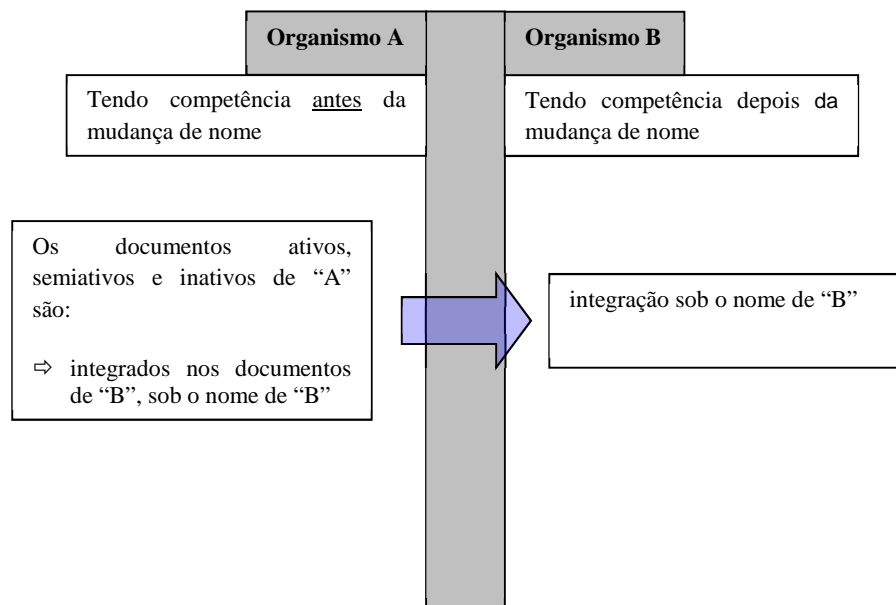 Organismo A
Organismo B
Tendo competência antes da
mudança de nome
Tendo competência depois da
mudança de nome
Os documentos ativos,
semiativos e inativos de “A”
são:
⇨ integrados nos documentos
de “B”, sob o nome de “B”
integração sob o nome de “B”